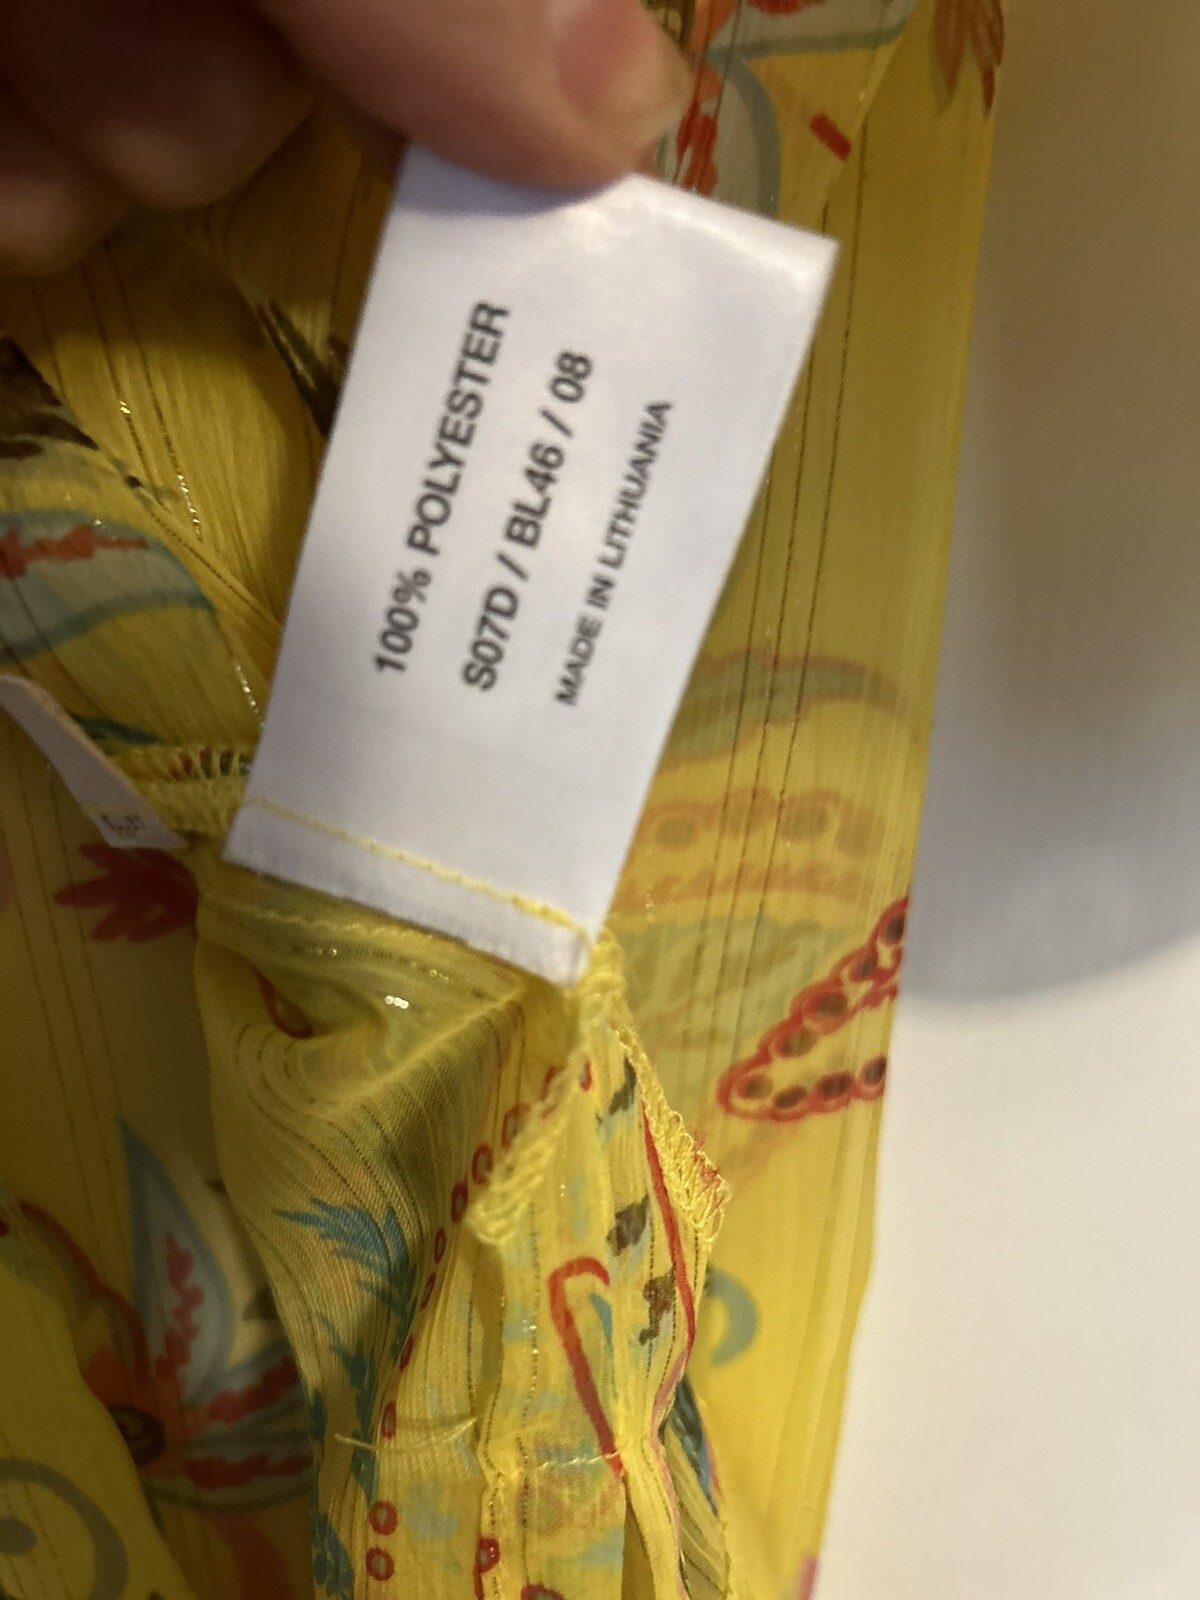 100% POLYESTER
S07D / BL46 / 08
MADE IN LITHUANIA